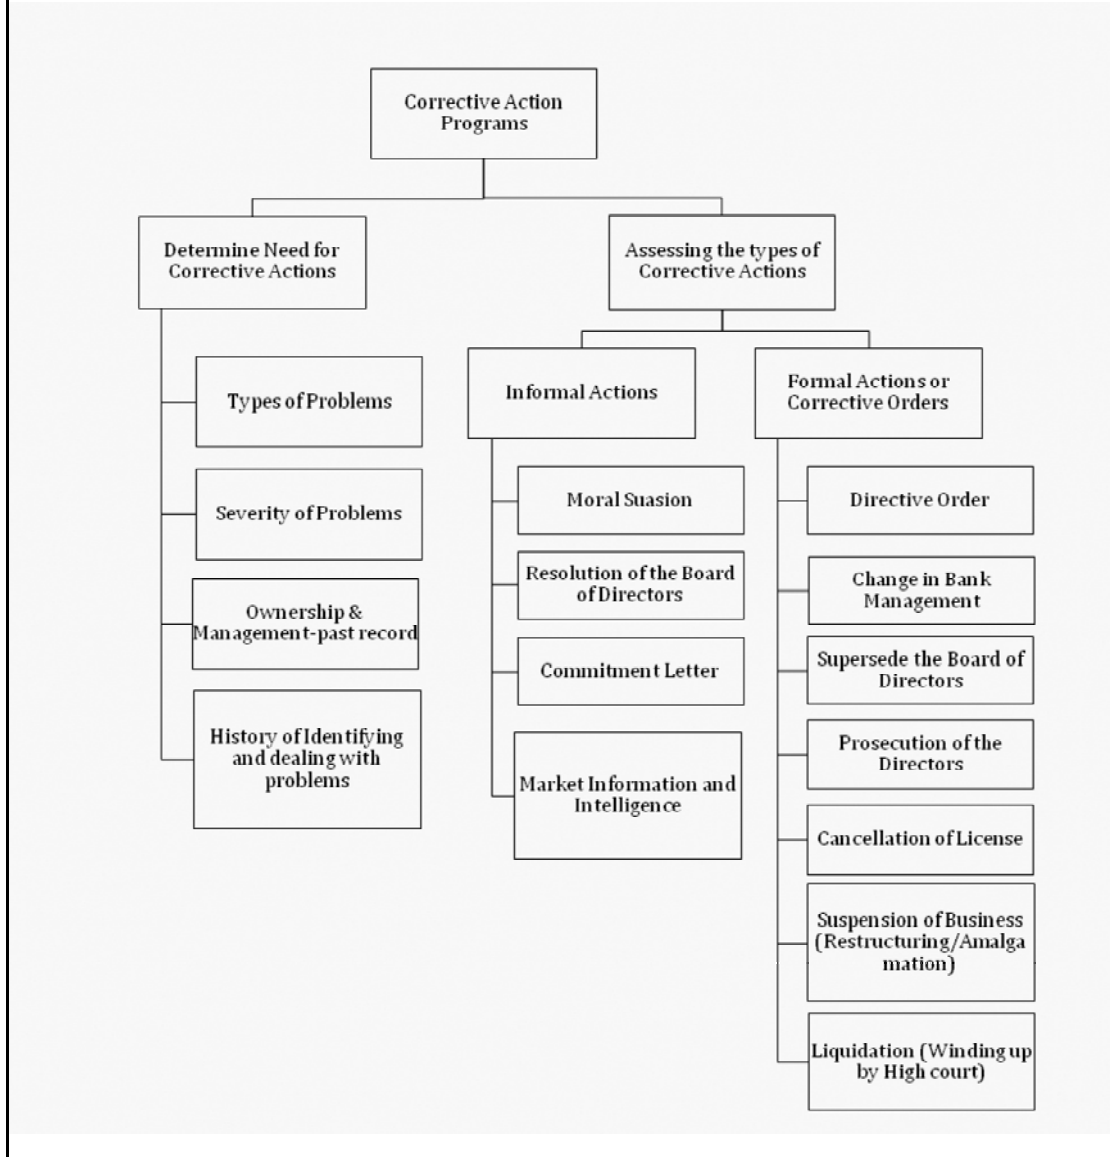 Corrective Action
Programs
Determine Need for
Corrective Actions
Assessing the types of
Corrective Actions
Types of Problems
Severity of Problems
Ownership &
Management-past record
History of Identifying
and dealing with
problems
Informal Actions
Moral Suasion
Resolution of the Board
of Directors
Commitment Letter
Market Information and
Intelligence
Formal Actions or
Corrective Orders
Directive Order
Change in Bank
Management
Supersede the Board of
Directors
Prosecution of the
Directors
Cancellation of License
Suspension of Business
(Restructuring/Amalga
mation)
Liquidation (Winding up
by High court)